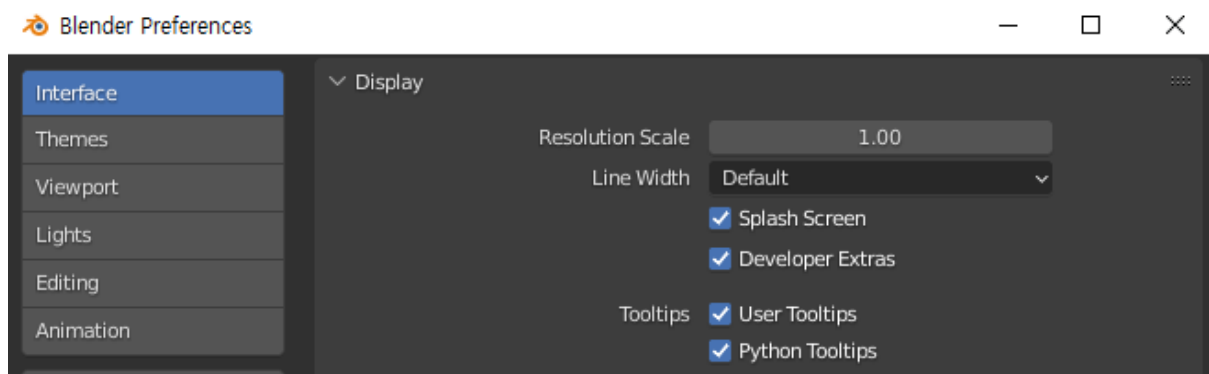 Blender Preferences
Interface
Themes
Viewport
Lights
Editing
Animation
Display
Resolution Scale 1.00
Line Width Default
Splash Screen
Developer Extras
Tooltips User Tooltips
Python Tooltips